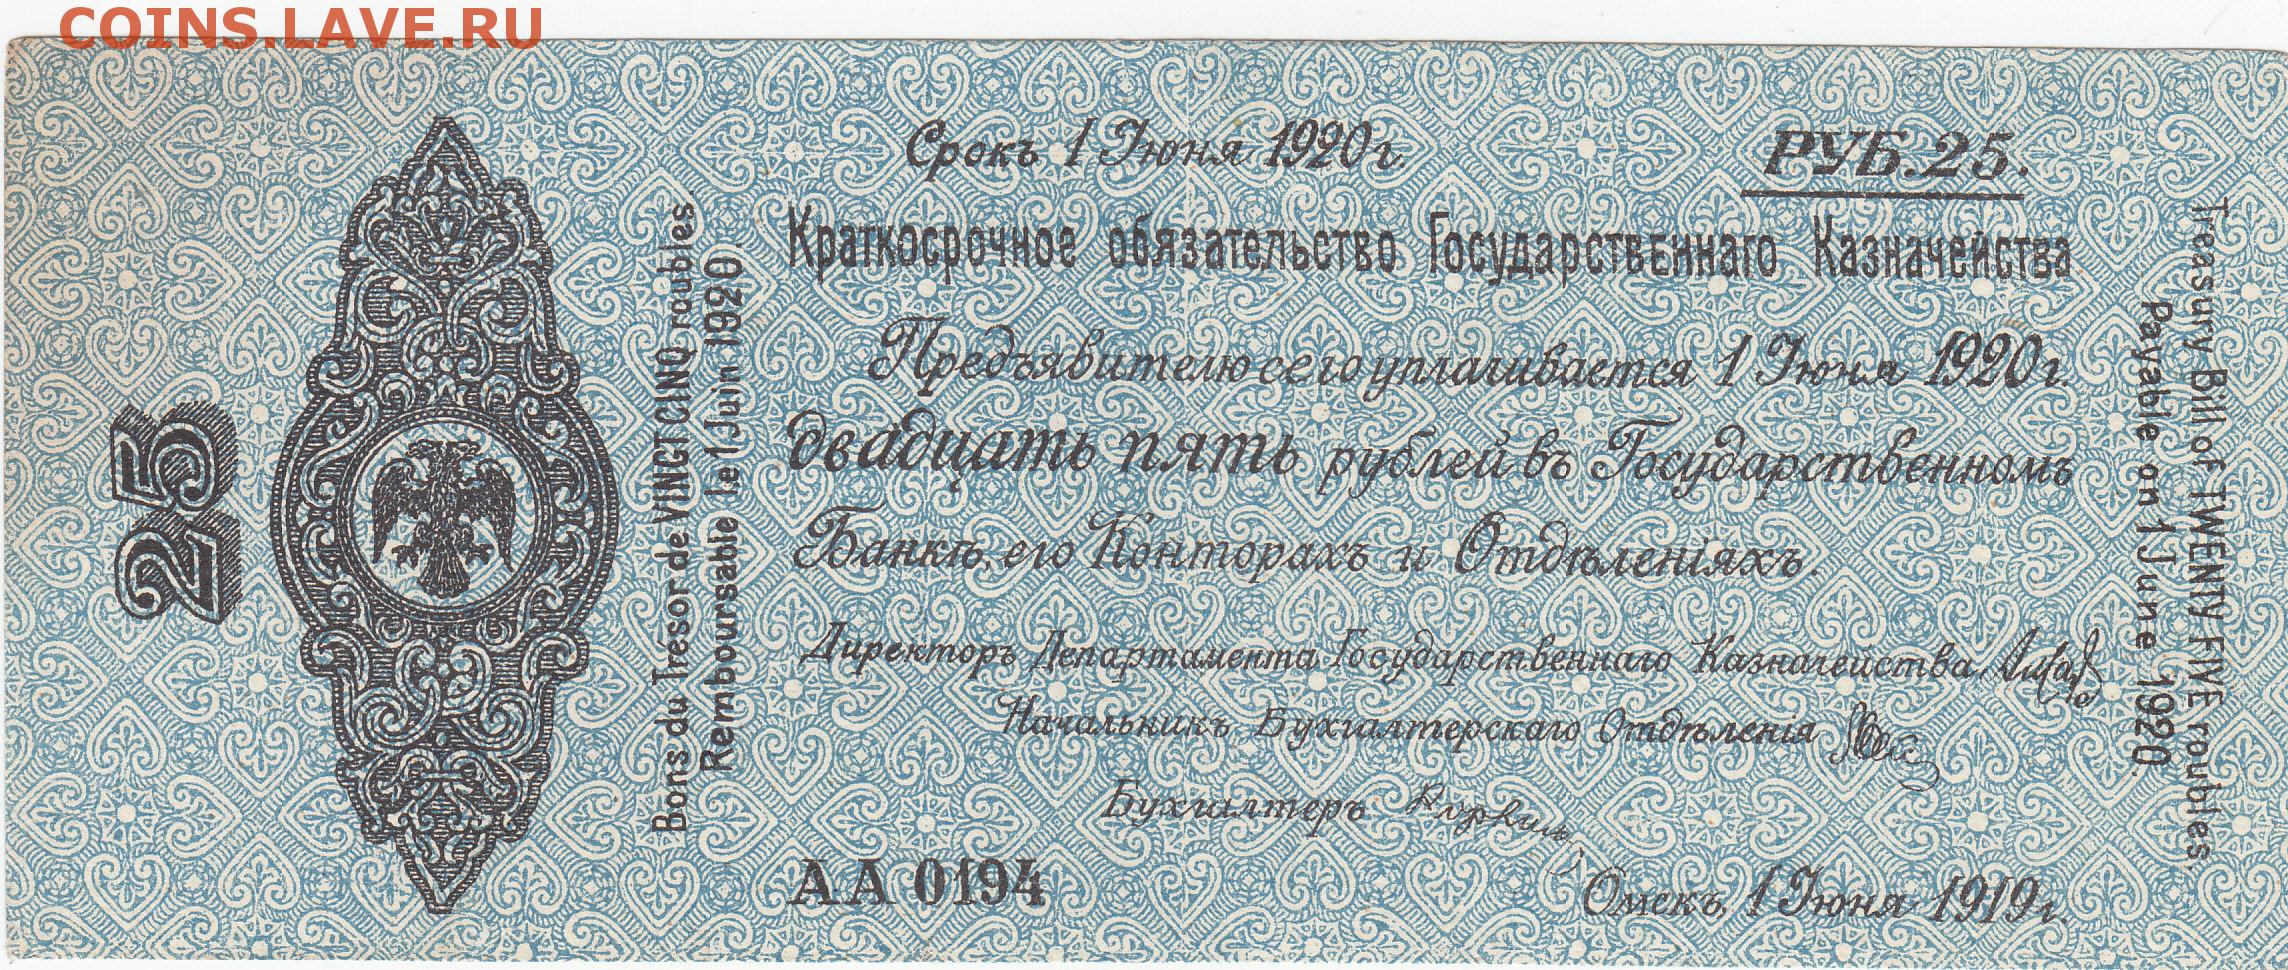 COINS.LAVE.RU
Срокъ 1 Іюня 1920 г.
РУБ. 25.
Краткосрочное обязательство Государственнаго Казначейства
Предъявителю сего уплачивается 1 Іюня 1920 г.
двадцать пять рублей въ Государственномъ
Банкѣ, его Конторахъ и Отдѣленіяхъ.
Директоръ Департамента Государственнаго Казначейства
Начальникъ Бухгалтерскаго Отдѣленія
Бухгалтеръ
АА 0194
Омскъ, 1 Іюня 1919 г.
25
Bons du Tresor de VINGT CINQ roubles.
Remboursable le 1 Juin 1920.
Treasury Bill of TWENTY FIVE roubles.
Payable on 1 June 1920.